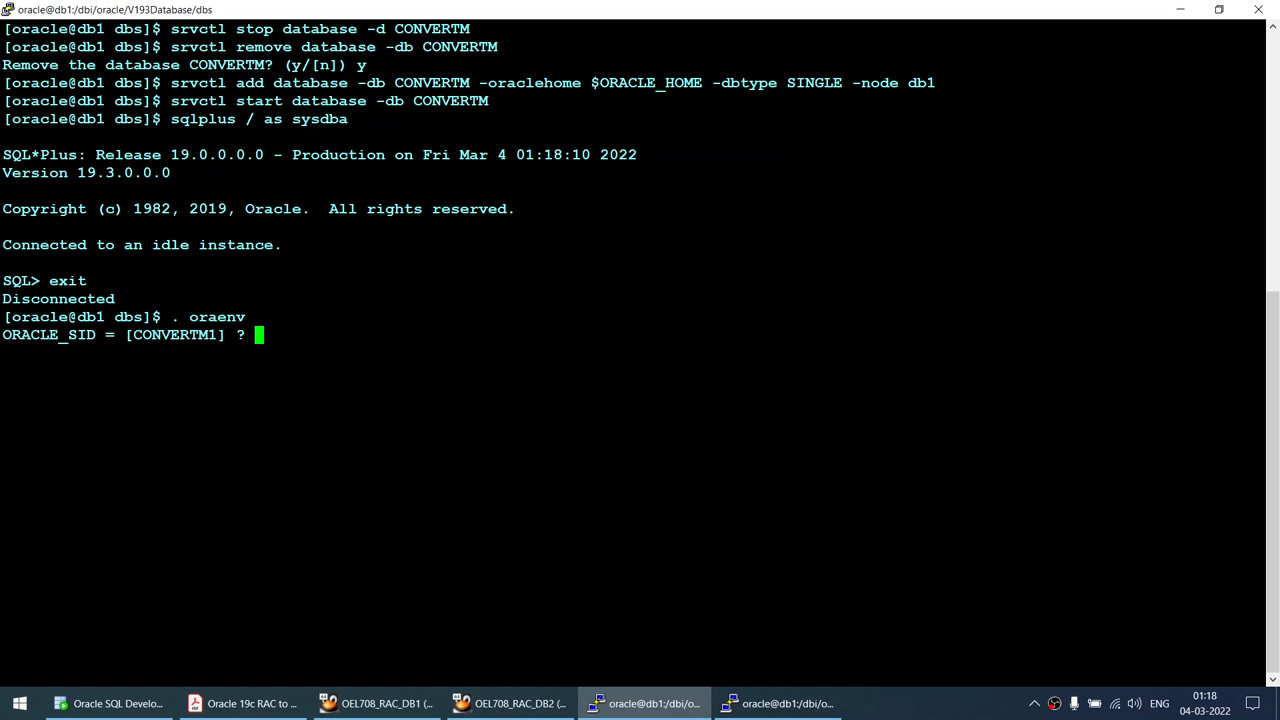 oracle@db1:/dbi/oracle/V193Database/dbs
[oracle@db1 dbs]$ srvctl stop database -d CONVERTM
[oracle@db1 dbs]$ srvctl remove database -db CONVERTM
Remove the database CONVERTM? (y/[n]) y
[oracle@db1 dbs]$ srvctl add database -db CONVERTM -oraclehome $ORACLE_HOME -dbtype SINGLE -node db1
[oracle@db1 dbs]$ srvctl start database -db CONVERTM
[oracle@db1 dbs]$ sqlplus / as sysdba
SQL*Plus: Release 19.0.0.0.0 - Production on Fri Mar 4 01:18:10 2022
Version 19.3.0.0.0
Copyright (c) 1982, 2019, Oracle.  All rights reserved.
Connected to an idle instance.
SQL> exit
Disconnected
[oracle@db1 dbs]$ . oraenv
ORACLE_SID = [CONVERTM1] ?
Oracle SQL Develo... Oracle 19c RAC to ... OEL708_RAC_DB1 (... OEL708_RAC_DB2 (... oracle@db1:/dbi/o... oracle@db1:/dbi/o... ENG 01:18
04-03-2022